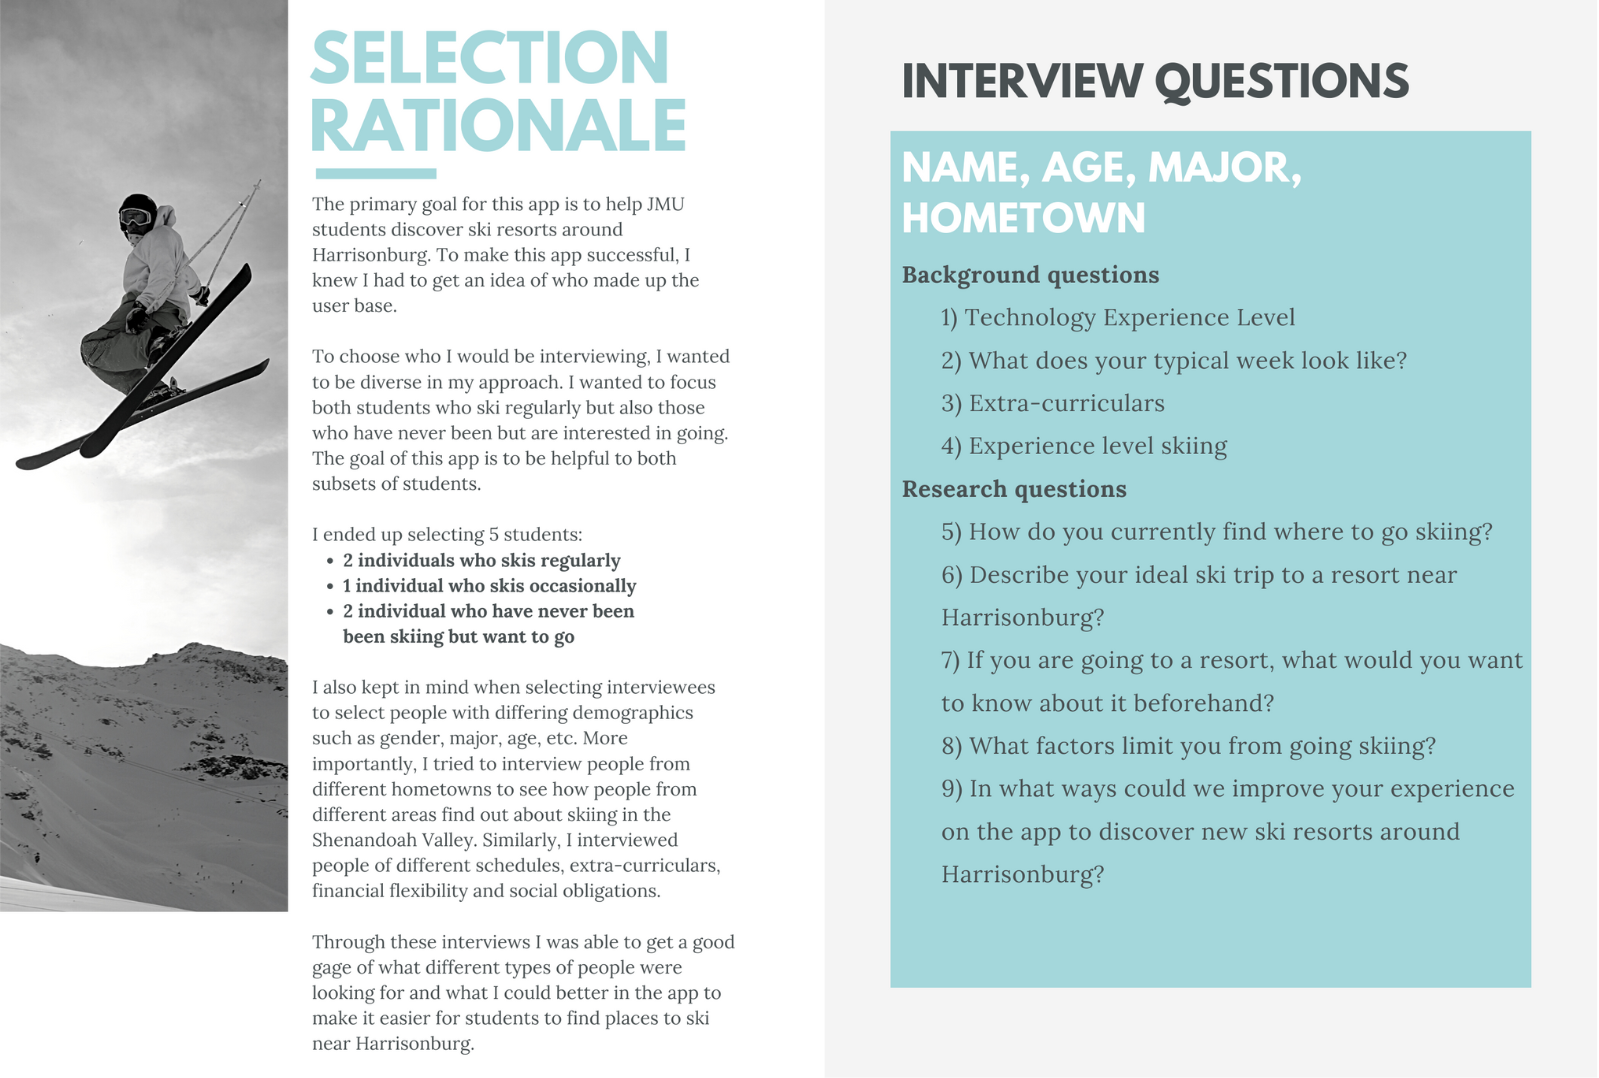 SELECTION
RATIONALE
The primary goal for this app is to help JMU
students discover ski resorts around
Harrisonburg. To make this app successful, I
knew I had to get an idea of who made up the
user base.
To choose who I would be interviewing, I wanted
to be diverse in my approach. I wanted to focus
both students who ski regularly but also those
who have never been but are interested in going.
The goal of this app is to be helpful to both
subsets of students.
I ended up selecting 5 students:
• 2 individuals who skis regularly
• 1 individual who skis occasionally
• 2 individual who have never been
been skiing but want to go
I also kept in mind when selecting interviewees
to select people with differing demographics
such as gender, major, age, etc. More
importantly, I tried to interview people from
different hometowns to see how people from
different areas find out about skiing in the
Shenandoah Valley. Similarly, I interviewed
people of different schedules, extra-curriculars,
financial flexibility and social obligations.
Through these interviews I was able to get a good
gage of what different types of people were
looking for and what I could better in the app to
make it easier for students to find places to ski
near Harrisonburg.
INTERVIEW QUESTIONS
NAME, AGE, MAJOR,
HOMETOWN
Background questions
1) Technology Experience Level
2) What does your typical week look like?
3) Extra-curriculars
4) Experience level skiing
Research questions
5) How do you currently find where to go skiing?
6) Describe your ideal ski trip to a resort near
Harrisonburg?
7) If you are going to a resort, what would you want
to know about it beforehand?
8) What factors limit you from going skiing?
9) In what ways could we improve your experience
on the app to discover new ski resorts around
Harrisonburg?